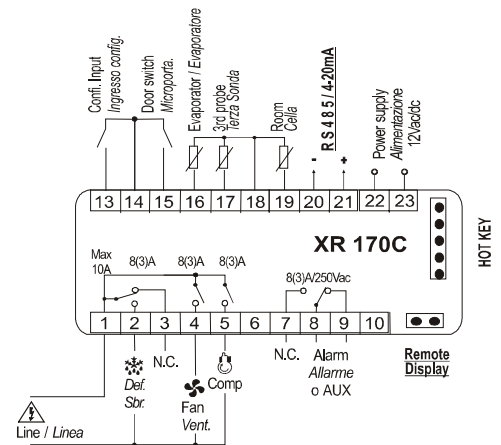 Confi. Input
Ingresso config.
Door switch
Microporta.
Evaporator / Evaporatore
3rd probe
Terza Sonda
Room
Cella
RS485/4-20mA
- +
Power supply
Alimentazione
12Vac/dc
13 14 15 16 17 18 19 20 21 22 23
XR 170C
HOT KEY
Max
10A
8(3)A 8(3)A 8(3)A
8(3)A/250Vac
1 2 3 4 5 6 7 8 9 10
N.C.
Def.
Sbr.
Fan
Vent.
Comp
N.C.
Alarm
Allarme
o AUX
Remote
Display
Line / Linea